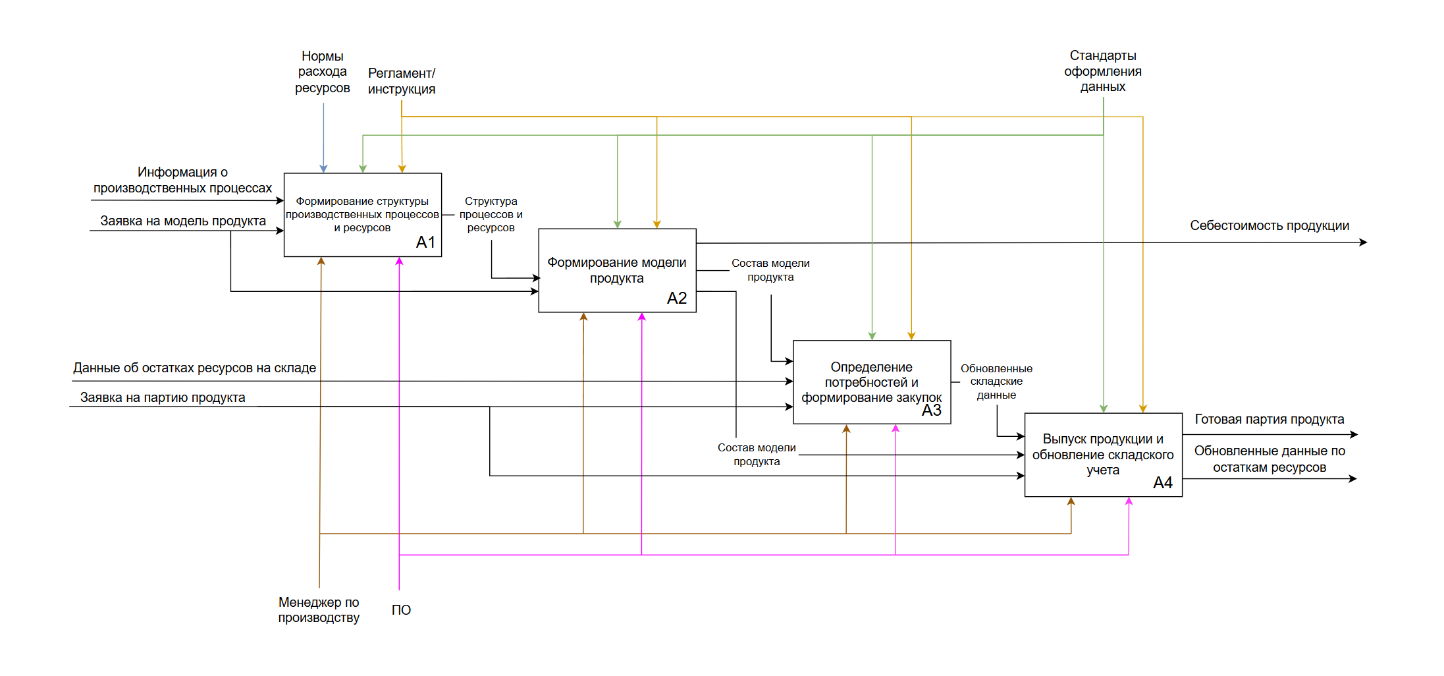 Нормы
расхода
ресурсов
Регламент/
инструкция
Стандарты
оформления
данных
Информация о
производственных процессах
Заявка на модель продукта
Формирование структуры
производственных процессов
и ресурсов
A1
Структура
процессов и
ресурсов
Себестоимость продукции
Формирование модели
продукта
A2
Состав модели
продукта
Данные об остатках ресурсов на складе
Заявка на партию продукта
Определение
потребностей и
формирование закупок
A3
Обновленные
складские
данные
Состав модели
продукта
Выпуск продукции и
обновление складского
учета
A4
Готовая партия продукта
Обновленные данные по
остаткам ресурсов
Менеджер по
производству
ПО